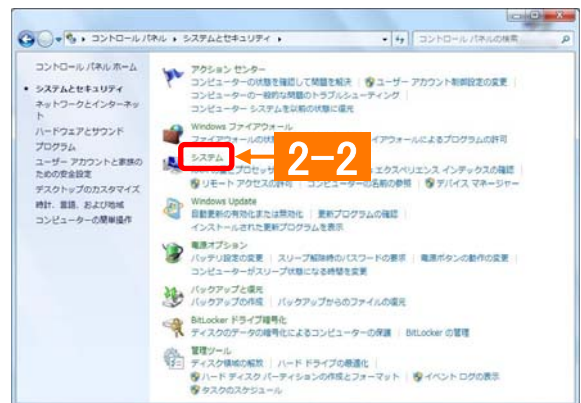 コントロール パネル ▸ システムとセキュリティ ▸
コントロール パネルの検索
コントロール パネル ホーム
システムとセキュリティ
ネットワークとインターネッ
ト
ハードウェアとサウンド
プログラム
ユーザー アカウントと家族の
ための安全設定
デスクトップのカスタマイズ
時計、言語、および地域
コンピューターの簡単操作
アクション センター
コンピューターの状態を確認して問題を解決 | ユーザー アカウント制御設定の変更
コンピューターの一般的な問題のトラブルシューティング
コンピューター システムを以前の状態に復元
Windows ファイアウォール
ファイアウォールの状 イアウォールによるプログラムの許可
システム
2-2
プロセッサ エクスペリエンス インデックスの確認
リモート アクセスの許可 | コンピューターの名前の参照 | デバイス マネージャー
Windows Update
自動更新の有効化または無効化 | 更新プログラムの確認
インストールされた更新プログラムを表示
電源オプション
バッテリ設定の変更 | スリープ解除時のパスワードの要求 | 電源ボタンの動作の変更
コンピューターがスリープ状態になる時間を変更
バックアップと復元
バックアップの作成 | バックアップからのファイルの復元
BitLocker ドライブ暗号化
ディスクのデータの暗号化によるコンピューターの保護 | BitLocker の管理
管理ツール
ディスク領域の解放 | ハード ドライブの最適化
ハード ディスク パーティションの作成とフォーマット | イベント ログの表示
タスクのスケジュール